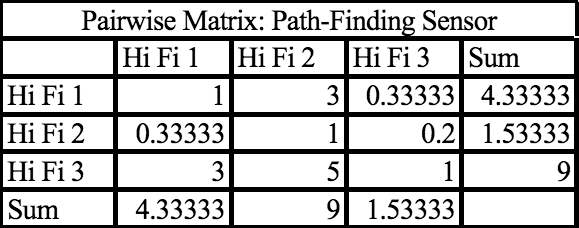 Pairwise Matrix: Path-Finding Sensor
Hi Fi 1 Hi Fi 2 Hi Fi 3 Sum
Hi Fi 1 1 3 0.33333 4.33333
Hi Fi 2 0.33333 1 0.2 1.53333
Hi Fi 3 3 5 1 9
Sum 4.33333 9 1.53333